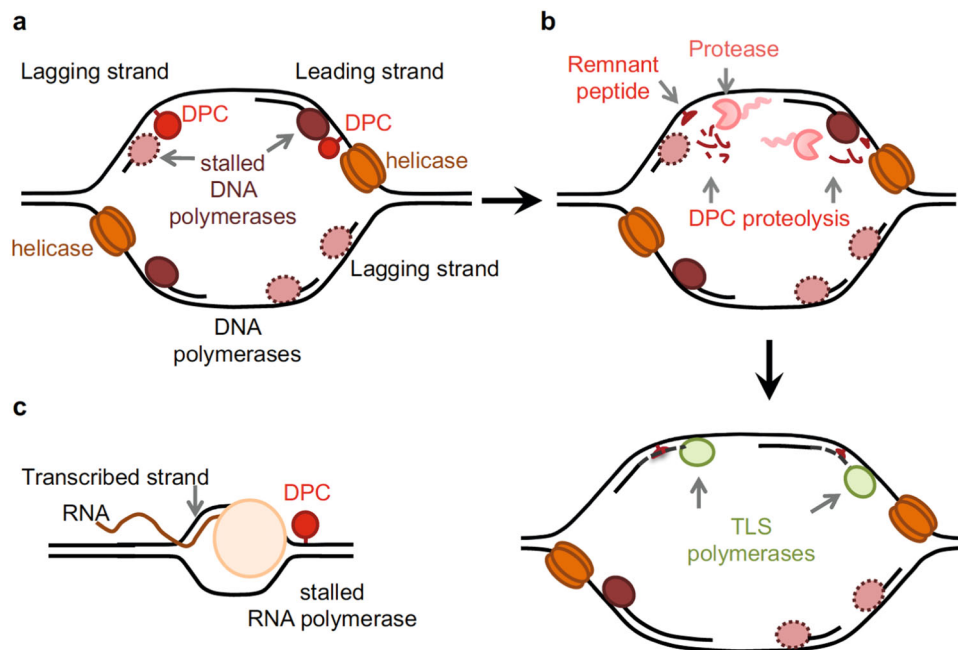 a
Lagging strand
Leading strand
DPC
DPC
stalled
DNA
polymerases
helicase
helicase
Lagging strand
DNA
polymerases
b
Protease
Remnant
peptide
DPC proteolysis
TLS
polymerases
c
Transcribed strand
RNA
DPC
stalled
RNA polymerase